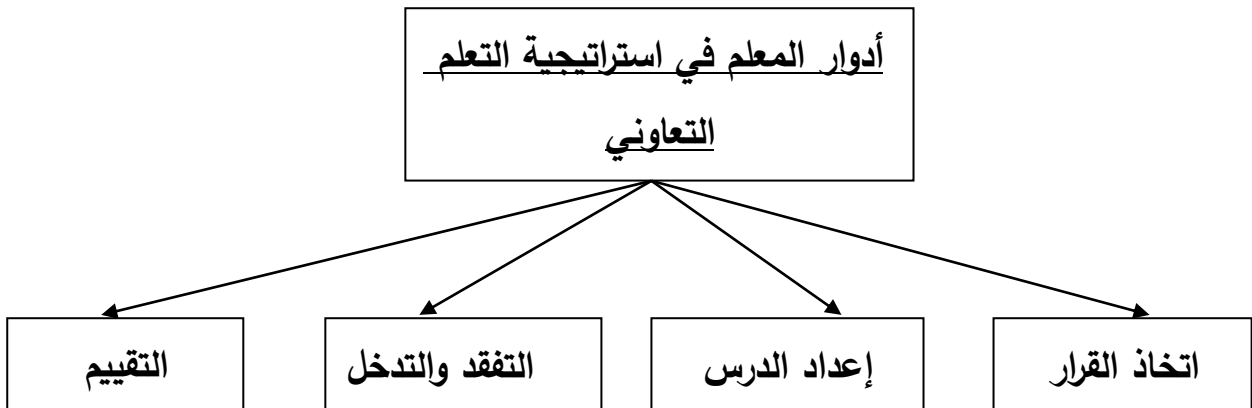 أدوار المعلم في استراتيجية التعلم
التعاوني
اتخاذ القرار
إعداد الدرس
التفقد والتدخل
التقييم